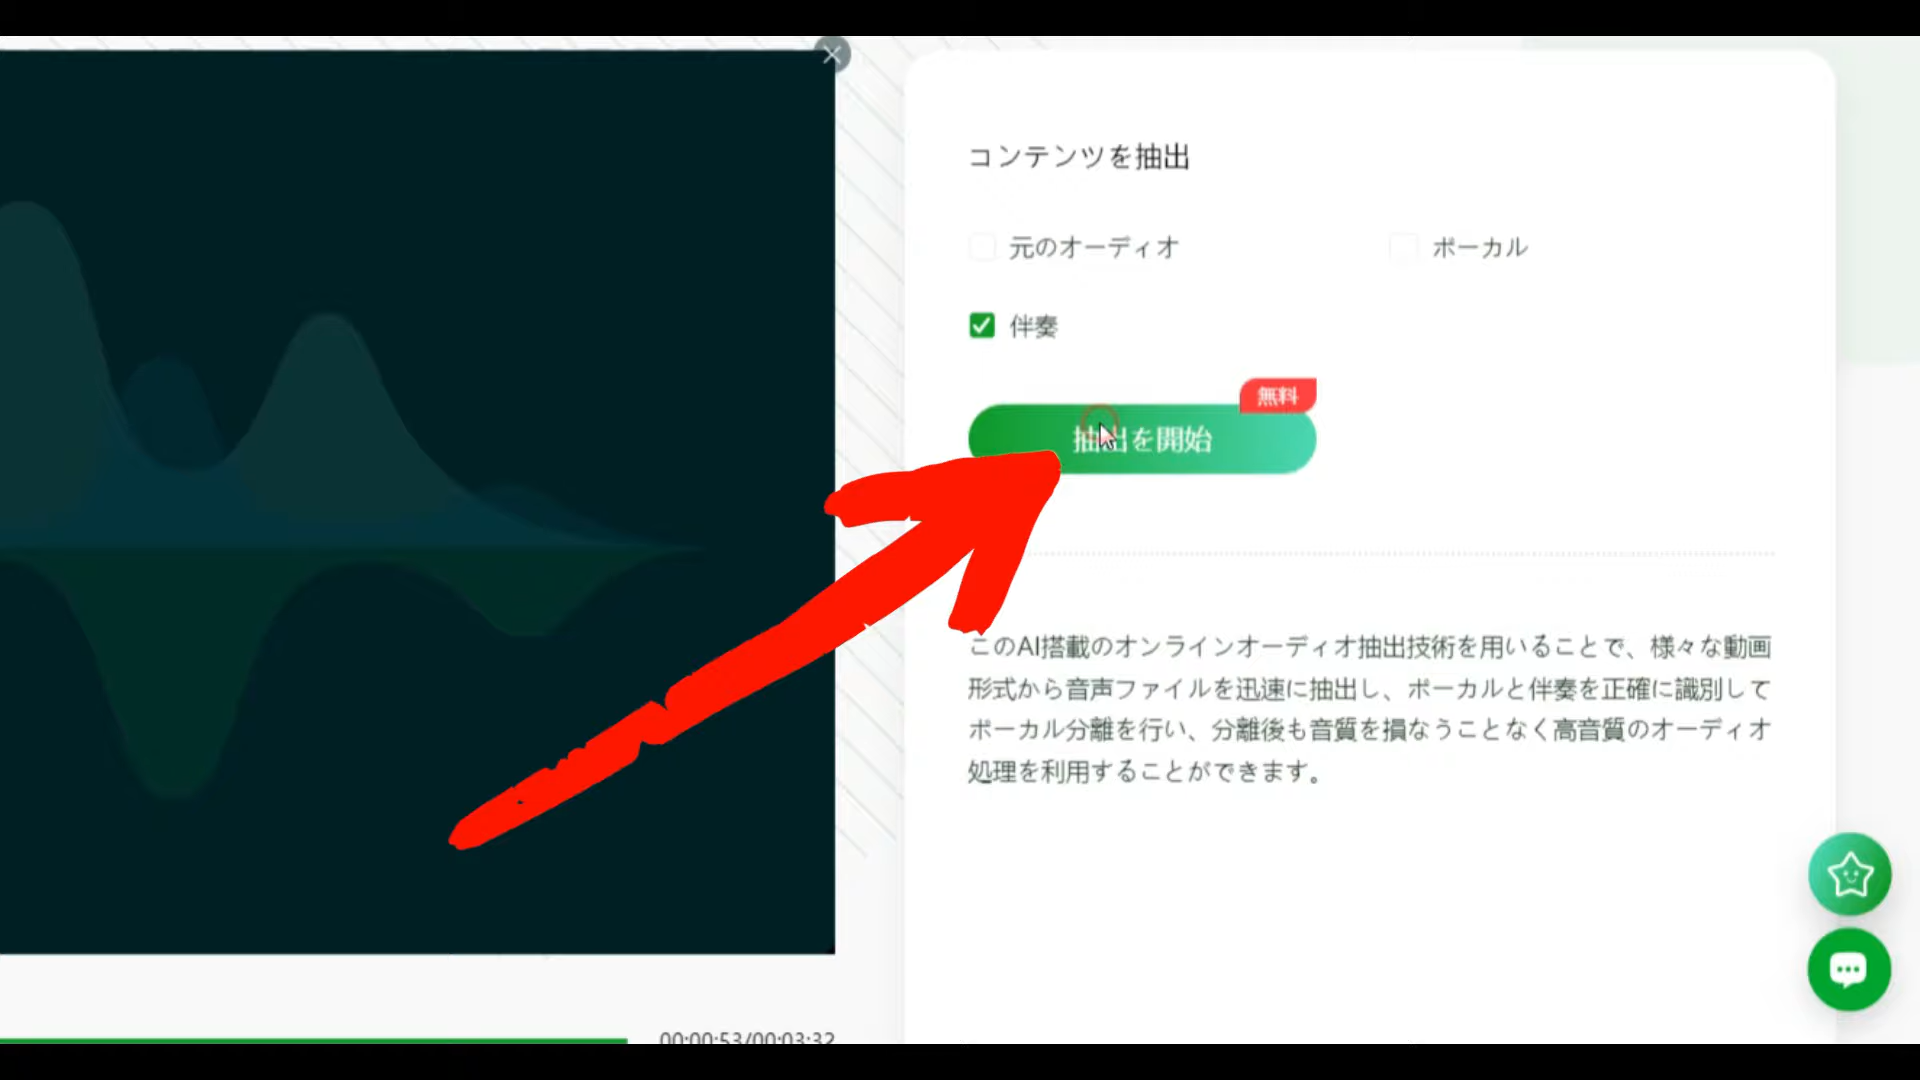 コンテンツを抽出
元のオーディオ
ボーカル
伴奏
無料
抽出を開始
このAI搭載のオンラインオーディオ抽出技術を用いることで、様々な動画
形式から音声ファイルを迅速に抽出し、ボーカルと伴奏を正確に識別して
ボーカル分離を行い、分離後も音質を損なうことなく高音質のオーディオ
処理を利用することができます。
00:00:53/00:03:32